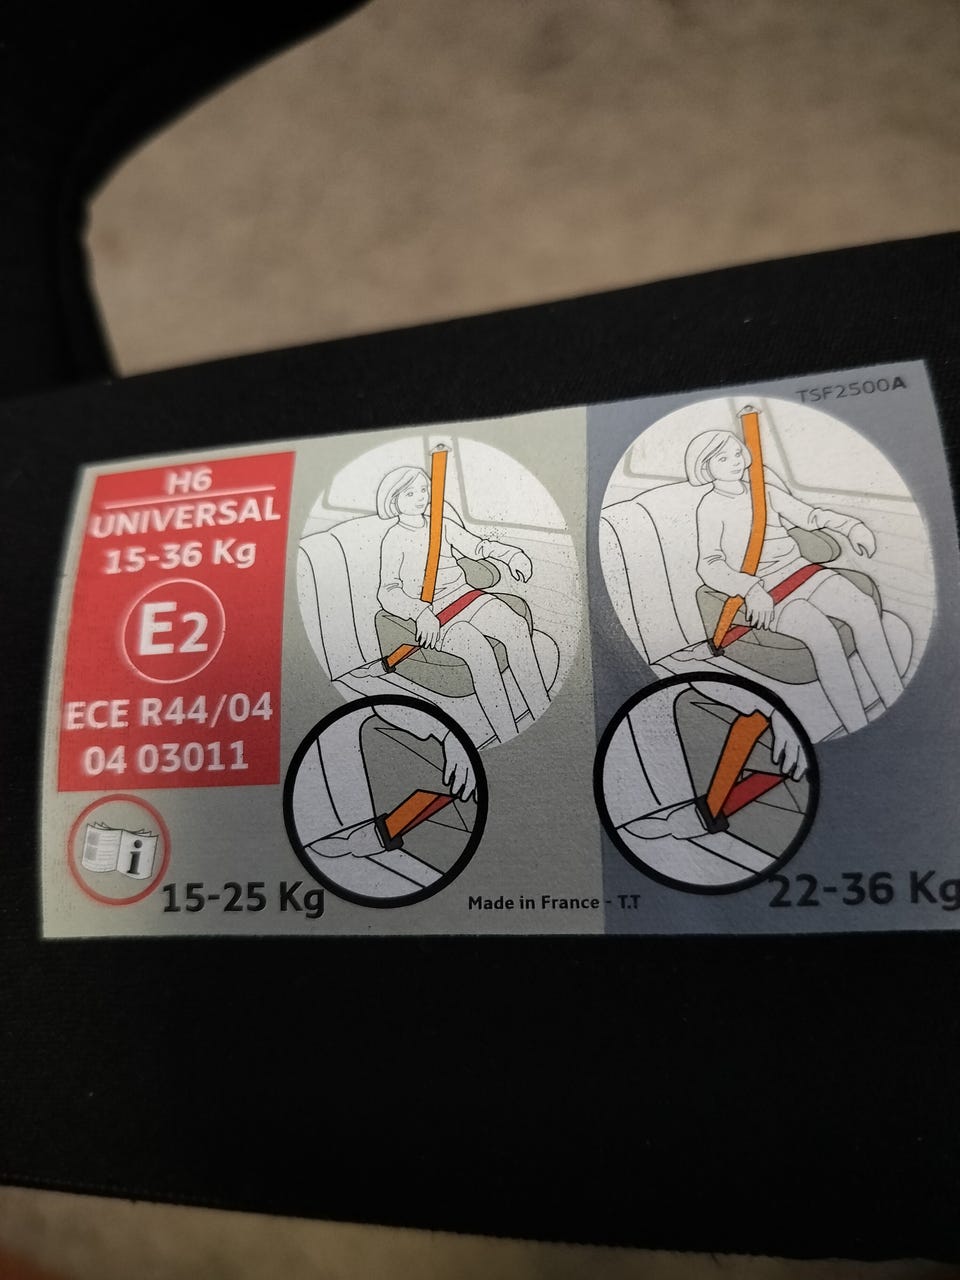 TSF2500A
H6
UNIVERSAL
15-36 Kg
E2
ECE R44/04
04 03011
i
15-25 Kg
Made in France - T.T
22-36 Kg